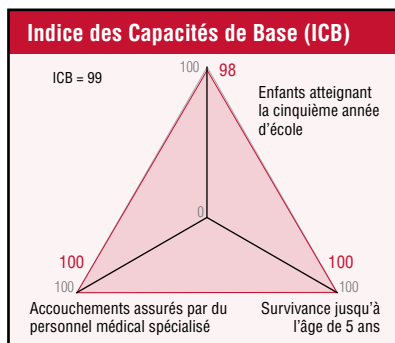 Indice des Capacités de Base (ICB)
ICB = 99
100
98
Enfants atteignant
la cinquième année
d'école
0
100
100
100
100
Accouchements assurés par du
personnel médical spécialisé
Survivance jusqu'à
l'âge de 5 ans